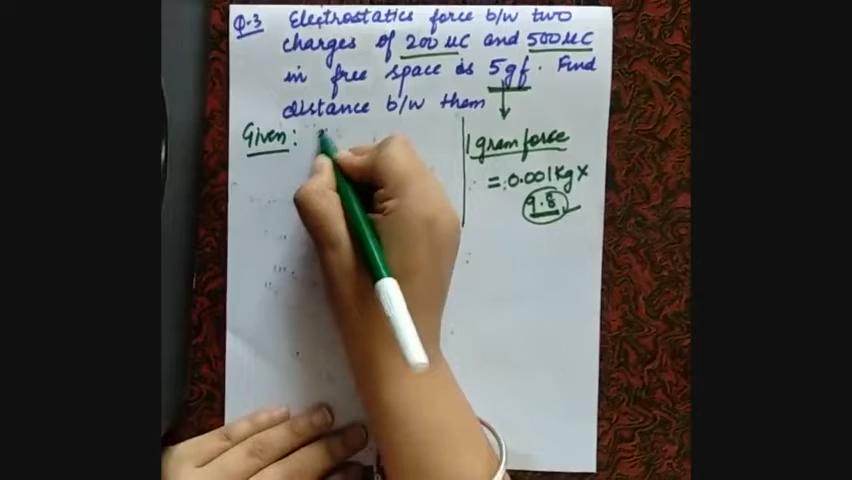 Q.3 Electrostatics force b/w two
charges of 200 μC and 500 μC
in free space is 5gf. Find
distance b/w them
Given:
1 gram force
= 0.001 Kg x
9.8